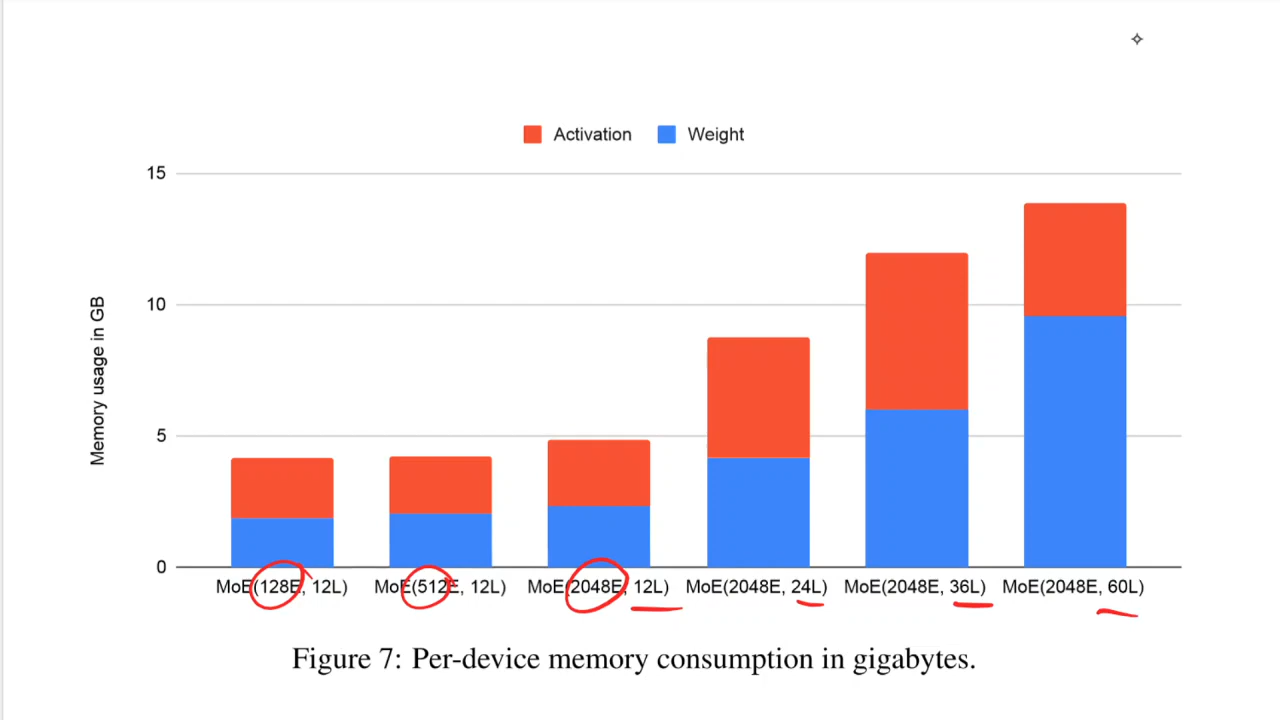 Activation Weight
15
10
5
0
Memory usage in GB
MoE(128E, 12L) MoE(512E, 12L) MoE(2048E, 12L) MoE(2048E, 24L) MoE(2048E, 36L) MoE(2048E, 60L)
Figure 7: Per-device memory consumption in gigabytes.